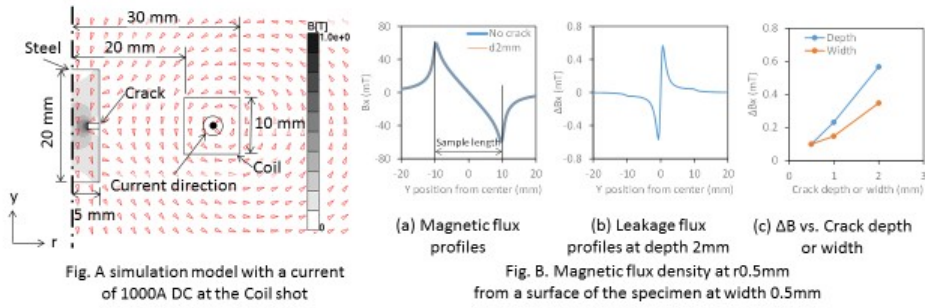 30 mm
Steel
20 mm
Crack
20 mm
10 mm
Current direction
Coil
5 mm
y
r
B[T]
1.0e+0
0
Fig. A simulation model with a current
of 1000A DC at the Coil shot
80
40
0
-40
-80
Bx (mT)
No crack
d2mm
Sample length
-20 -10 0 10 20
Y position from center (mm)
(a) Magnetic flux
profiles
0.8
0.4
0
-0.4
-0.8
ΔBx (mT)
-20 -10 0 10 20
Y position from center (mm)
(b) Leakage flux
profiles at depth 2mm
0.8
0.6
0.4
0.2
0
ΔBx (mT)
Depth
Width
0 1 2 3
Crack depth or width (mm)
(c) ΔB vs. Crack depth
or width
Fig. B. Magnetic flux density at r0.5mm
from a surface of the specimen at width 0.5mm